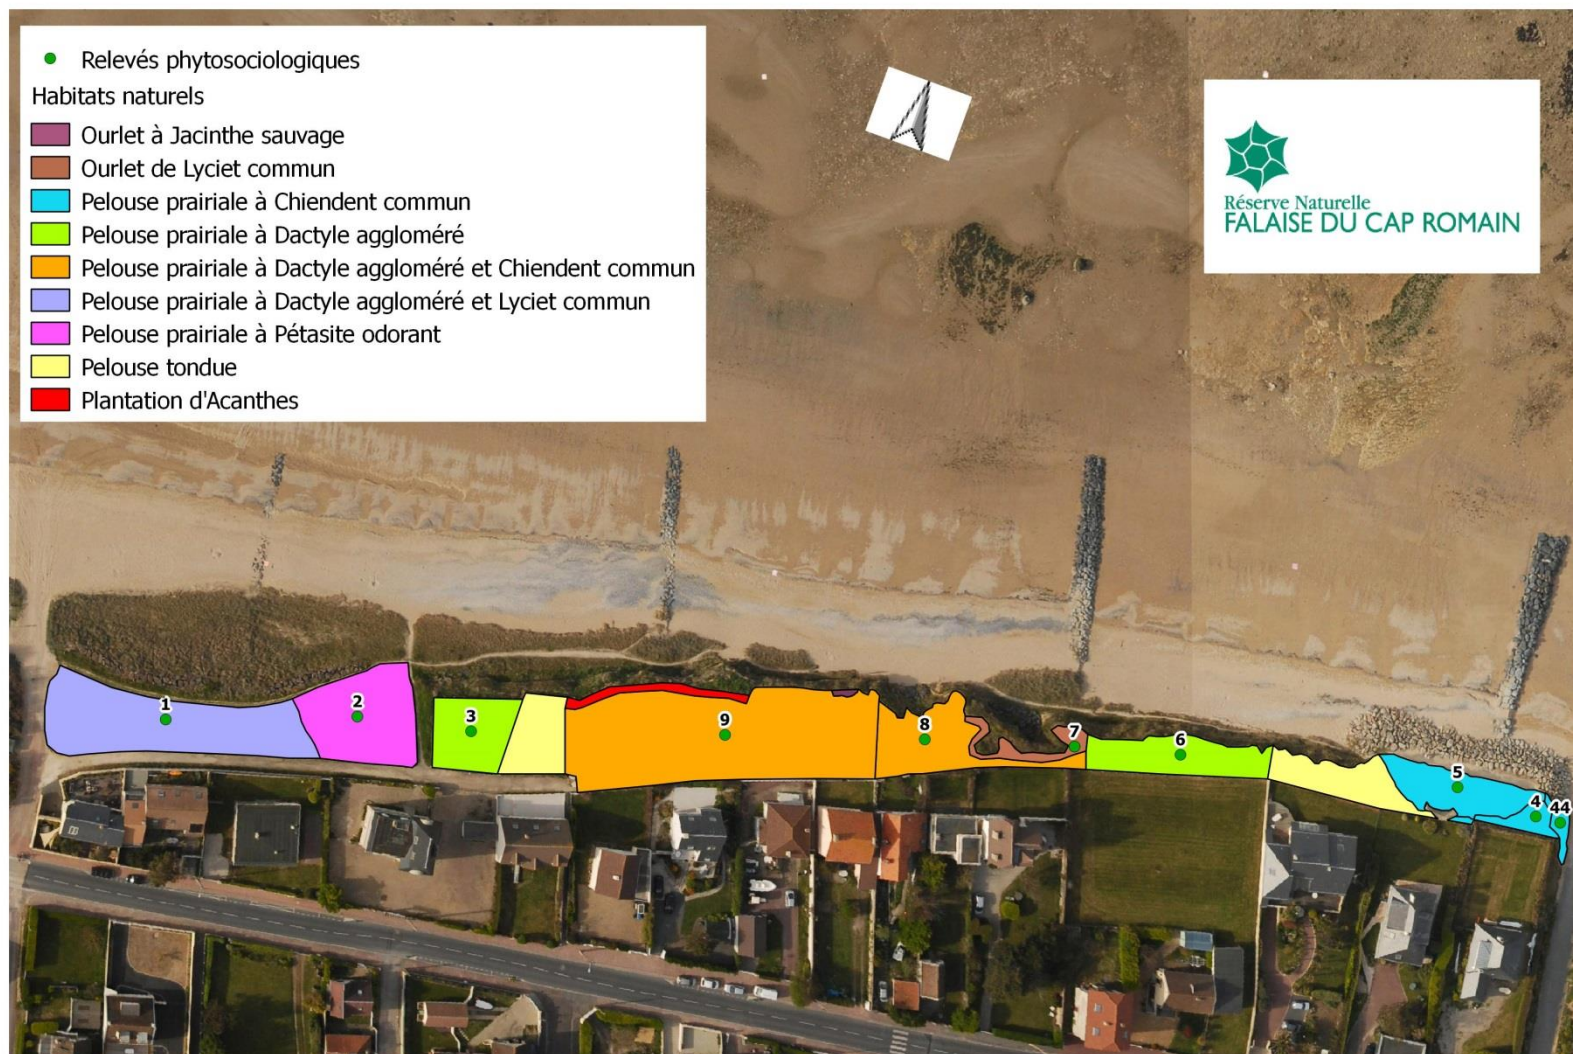 Relevés phytosociologiques
Habitats naturels
Ourlet à Jacinthe sauvage
Ourlet de Lyciet commun
Pelouse prairiale à Chiendent commun
Pelouse prairiale à Dactyle aggloméré
Pelouse prairiale à Dactyle aggloméré et Chiendent commun
Pelouse prairiale à Dactyle aggloméré et Lyciet commun
Pelouse prairiale à Pétasite odorant
Pelouse tondue
Plantation d'Acanthes
Réserve Naturelle
FALAISE DU CAP ROMAIN
1
2
3
9
8
7
6
5
4
44